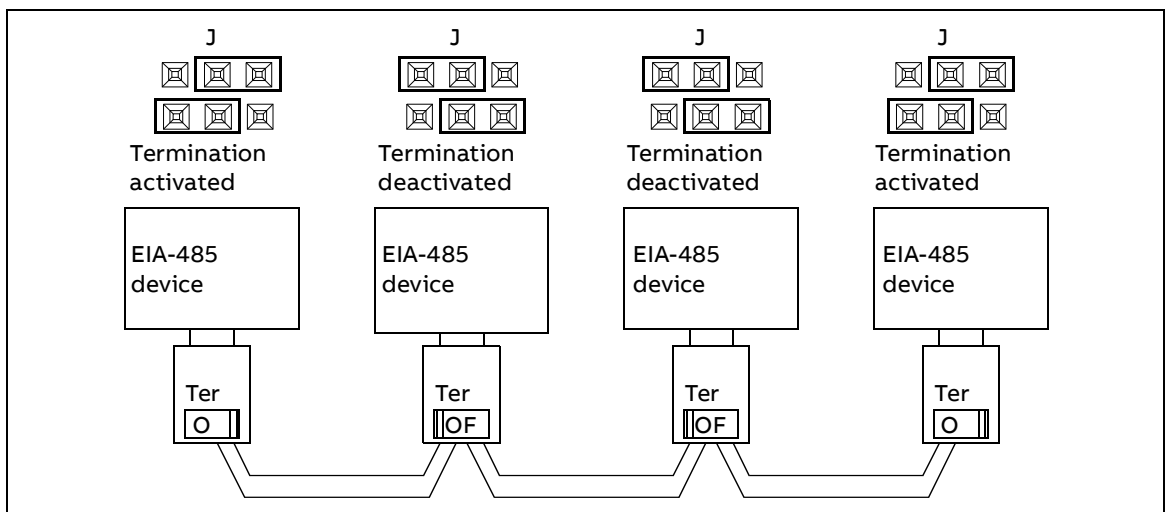 J
J
J
J
Termination
activated
Termination
deactivated
Termination
deactivated
Termination
activated
EIA-485
device
EIA-485
device
EIA-485
device
EIA-485
device
Ter
O
Ter
OF
Ter
OF
Ter
O